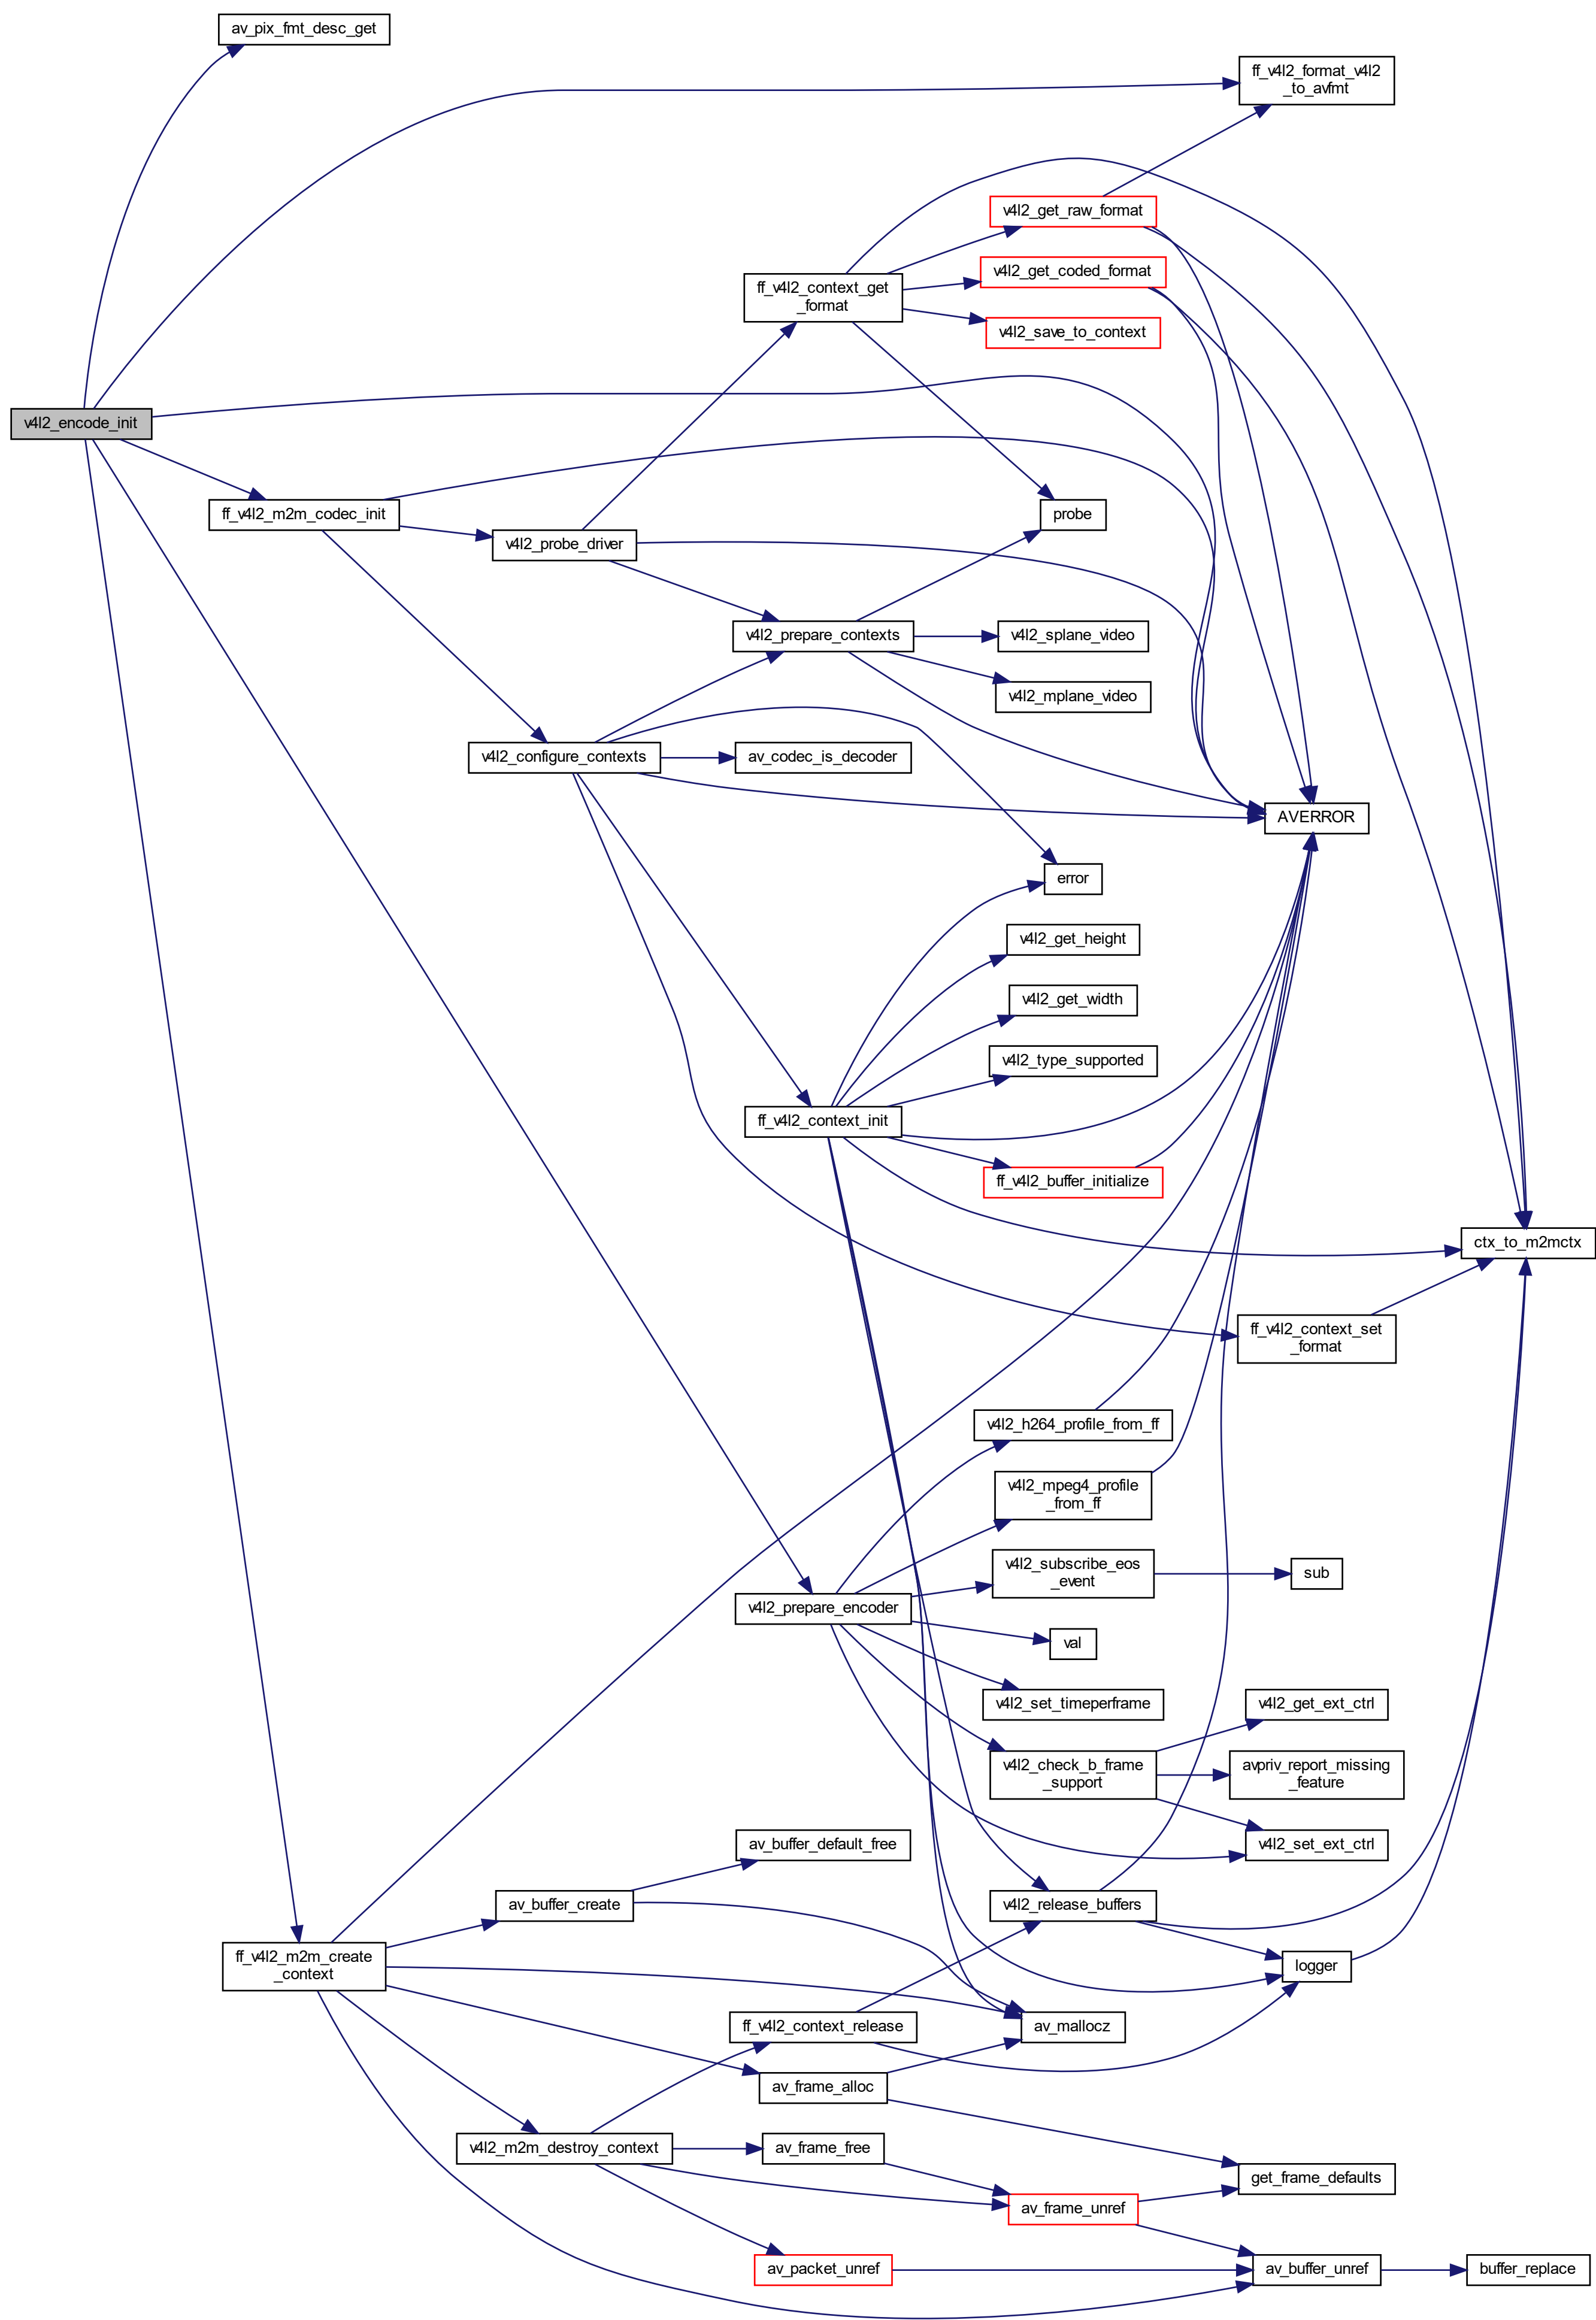 av_pix_fmt_desc_get
ff_v4l2_format_v4l2
_to_avfmt
v4l2_get_raw_format
v4l2_get_coded_format
ff_v4l2_context_get
_format
v4l2_save_to_context
v4l2_encode_init
ff_v4l2_m2m_codec_init
probe
v4l2_probe_driver
v4l2_prepare_contexts
v4l2_splane_video
v4l2_mplane_video
v4l2_configure_contexts
av_codec_is_decoder
AVERROR
error
v4l2_get_height
v4l2_get_width
v4l2_type_supported
ff_v4l2_context_init
ff_v4l2_buffer_initialize
ctx_to_m2mctx
ff_v4l2_context_set
_format
v4l2_h264_profile_from_ff
v4l2_mpeg4_profile
_from_ff
v4l2_subscribe_eos
_event
sub
v4l2_prepare_encoder
val
v4l2_set_timeperframe
v4l2_get_ext_ctrl
v4l2_check_b_frame
_support
avpriv_report_missing
_feature
v4l2_set_ext_ctrl
av_buffer_default_free
av_buffer_create
v4l2_release_buffers
ff_v4l2_m2m_create
_context
logger
ff_v4l2_context_release
av_mallocz
av_frame_alloc
v4l2_m2m_destroy_context
av_frame_free
get_frame_defaults
av_frame_unref
av_packet_unref
av_buffer_unref
buffer_replace